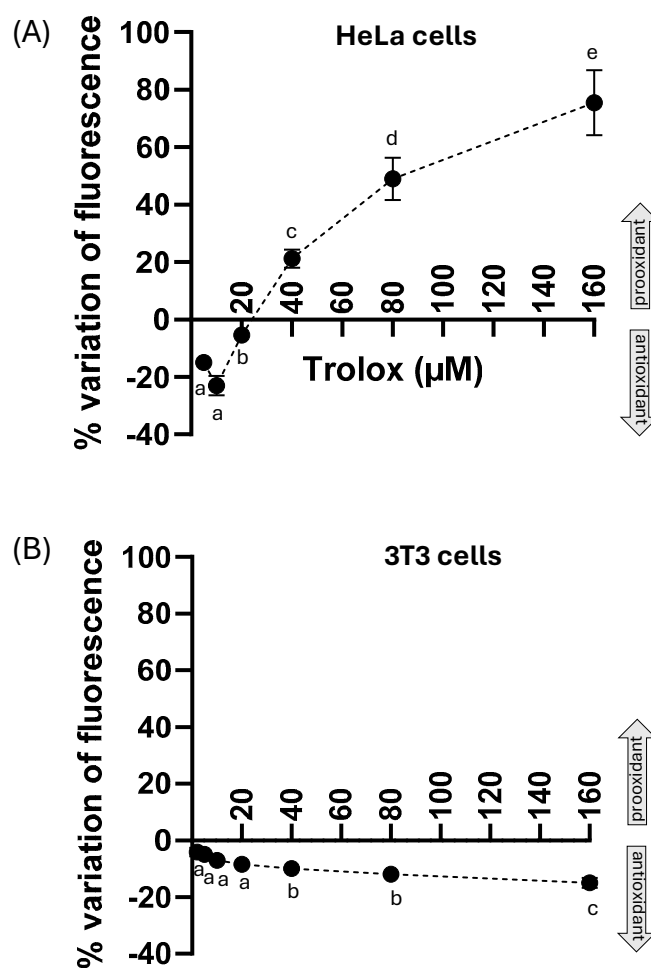 (A)
HeLa cells
% variation of fluorescence
100
80
60
40
20
0
-20
-40
20
40
60
80
100
120
140
160
Trolox (µM)
a
a
b
c
d
e
prooxidant
antioxidant
(B)
3T3 cells
% variation of fluorescence
100
80
60
40
20
0
-20
-40
20
40
60
80
100
120
140
160
a
a
a
a
b
b
c
prooxidant
antioxidant